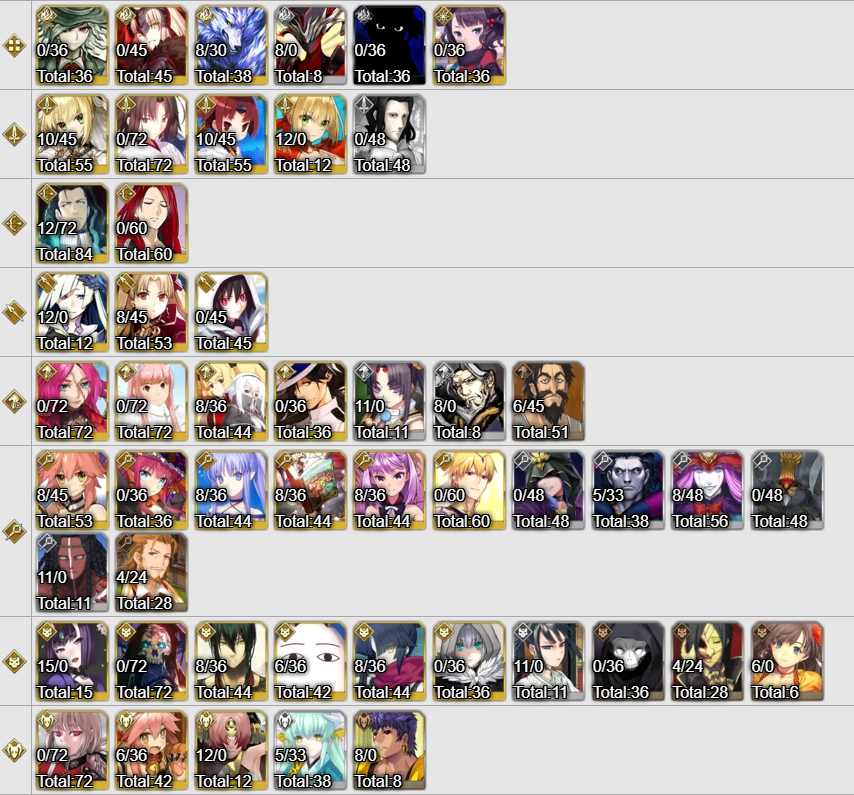 0/36 0/45 8/30 8/0 0/36 0/36
Total:36 Total:45 Total:38 Total:8 Total:36 Total:36
10/45 0/72 10/45 12/0 0/48
Total:55 Total:72 Total:55 Total:12 Total:48
12/72 0/60
Total:84 Total:60
12/0 8/45 0/45
Total:12 Total:53 Total:45
0/72 0/72 8/36 0/36 11/0 8/0 6/45
Total:72 Total:72 Total:44 Total:36 Total:11 Total:8 Total:51
8/45 0/36 8/36 8/36 8/36 0/60 0/48 5/33 8/48 0/48
Total:53 Total:36 Total:44 Total:44 Total:44 Total:60 Total:48 Total:38 Total:56 Total:48
11/0 4/24
Total:11 Total:28
15/0 0/72 8/36 6/36 8/36 0/36 11/0 0/36 4/24 6/0
Total:15 Total:72 Total:44 Total:42 Total:44 Total:36 Total:11 Total:36 Total:28 Total:6
0/72 6/36 12/0 5/33 8/0
Total:72 Total:42 Total:12 Total:38 Total:8